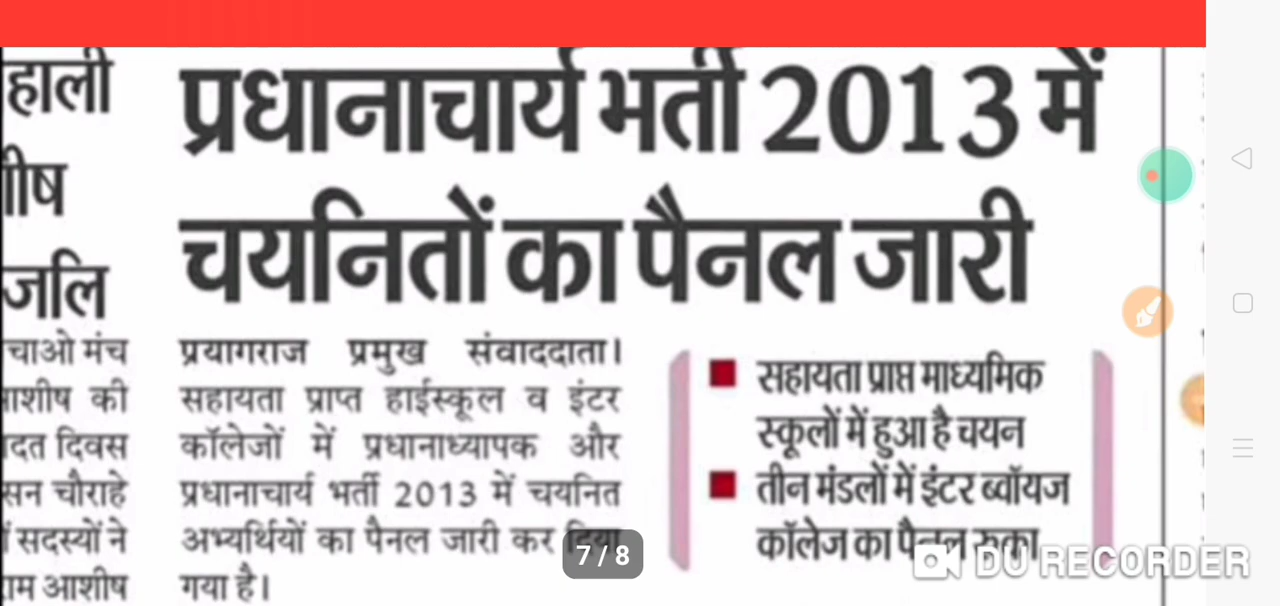 हाली
ीष
जलि
चाओ मंच
ाशीष की
दत दिवस
सन चौराहे
ं सदस्यों ने
ाम आशीष
प्रधानाचार्य भर्ती 2013 में
चयनितों का पैनल जारी
प्रयागराज प्रमुख संवाददाता।
सहायता प्राप्त हाईस्कूल व इंटर
कॉलेजों में प्रधानाध्यापक और
प्रधानाचार्य भर्ती 2013 में चयनित
अभ्यर्थियों का पैनल जारी कर दिया
गया है।
सहायता प्राप्त माध्यमिक
स्कूलों में हुआ है चयन
तीन मंडलों में इंटर ब्वॉयज
कॉलेज का पैनल रुका
7 / 8
DU RECORDER